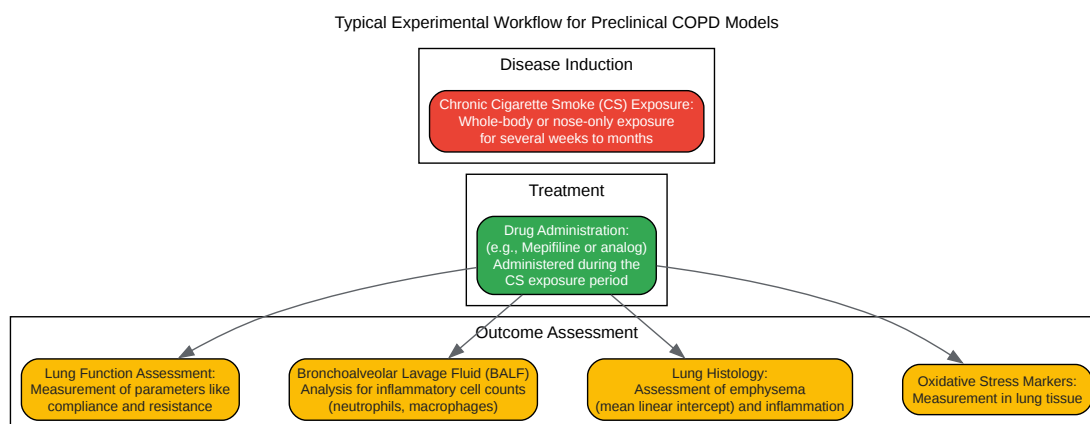 Typical Experimental Workflow for Preclinical COPD Models
Disease Induction
Chronic Cigarette Smoke (CS) Exposure:
Whole-body or nose-only exposure
for several weeks to months
Treatment
Drug Administration:
(e.g., Mepifiline or analog)
Administered during the
CS exposure period
Outcome Assessment
Lung Function Assessment:
Measurement of parameters like
compliance and resistance
Bronchoalveolar Lavage Fluid (BALF)
Analysis for inflammatory cell counts
(neutrophils, macrophages)
Lung Histology:
Assessment of emphysema
(mean linear intercept) and inflammation
Oxidative Stress Markers:
Measurement in lung tissue